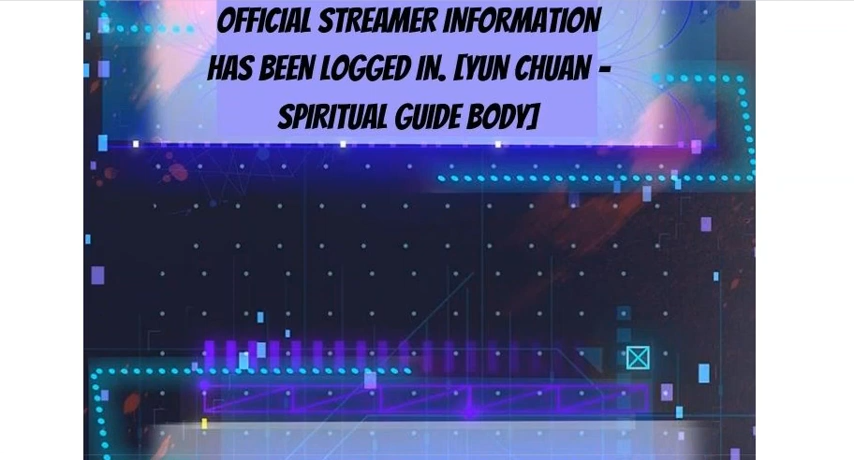 OFFICIAL STREAMER INFORMATION
HAS BEEN LOGGED IN. [YUN CHUAN -
SPIRITUAL GUIDE BODY]